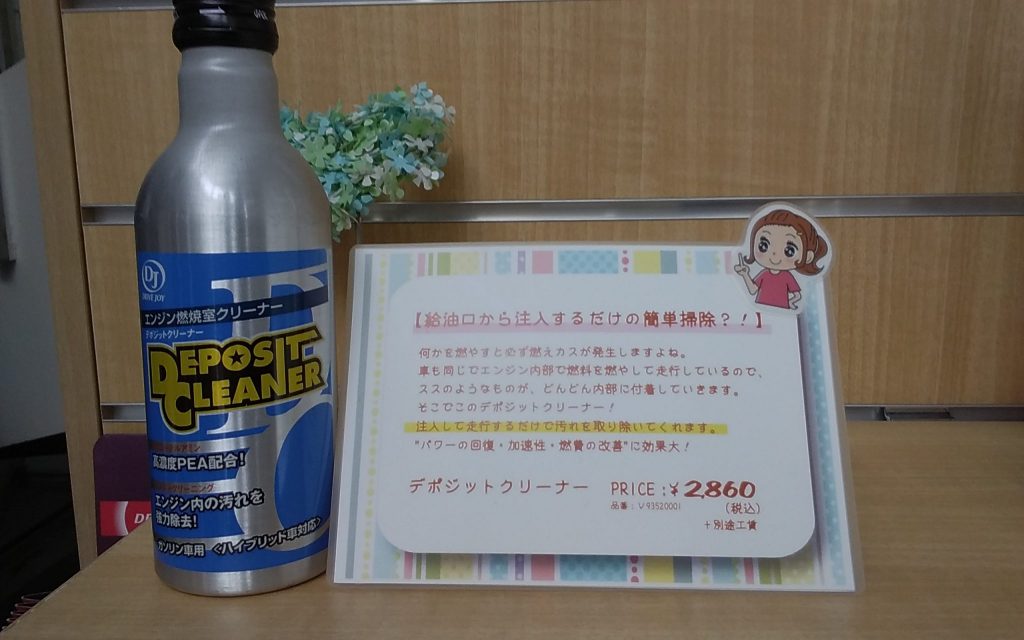 DJ
DRIVE JOY
エンジン燃焼室クリーナー
デポジットクリーナー
DEPOSIT
CLEANER
高濃度PEA配合!
エンジン内の汚れを
強力除去!
ガソリン車用 <ハイブリッド車対応>
【給油口から注入するだけの簡単掃除?!】
何かを燃やすと必ず燃えカスが発生しますよね。
車も同じでエンジン内部で燃料を燃やして走行しているので、
ススのようなものが、どんどん内部に付着していきます。
そこでこのデポジットクリーナー!
注入して走行するだけで汚れを取り除いてくれます。
"パワーの回復・加速性・燃費の改善"に効果大!
デポジットクリーナー PRICE:¥2,860
(税込)
品番:V93520001
+別途工賃